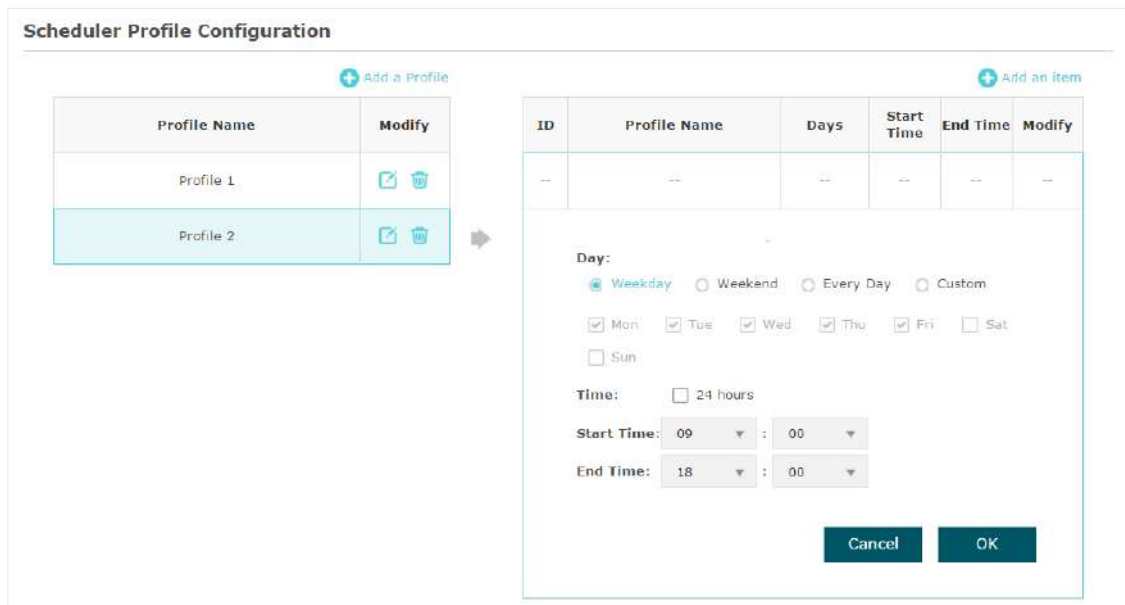 Scheduler Profile Configuration
Add a Profile
Add an item
Profile Name Modify
ID Profile Name Days Start Time End Time Modify
Profile 1
-- -- -- -- -- --
Profile 2
Day:
Weekday Weekend Every Day Custom
Mon Tue Wed Thu Fri Sat
Sun
Time: 24 hours
Start Time: 09 : 00
End Time: 18 : 00
Cancel OK